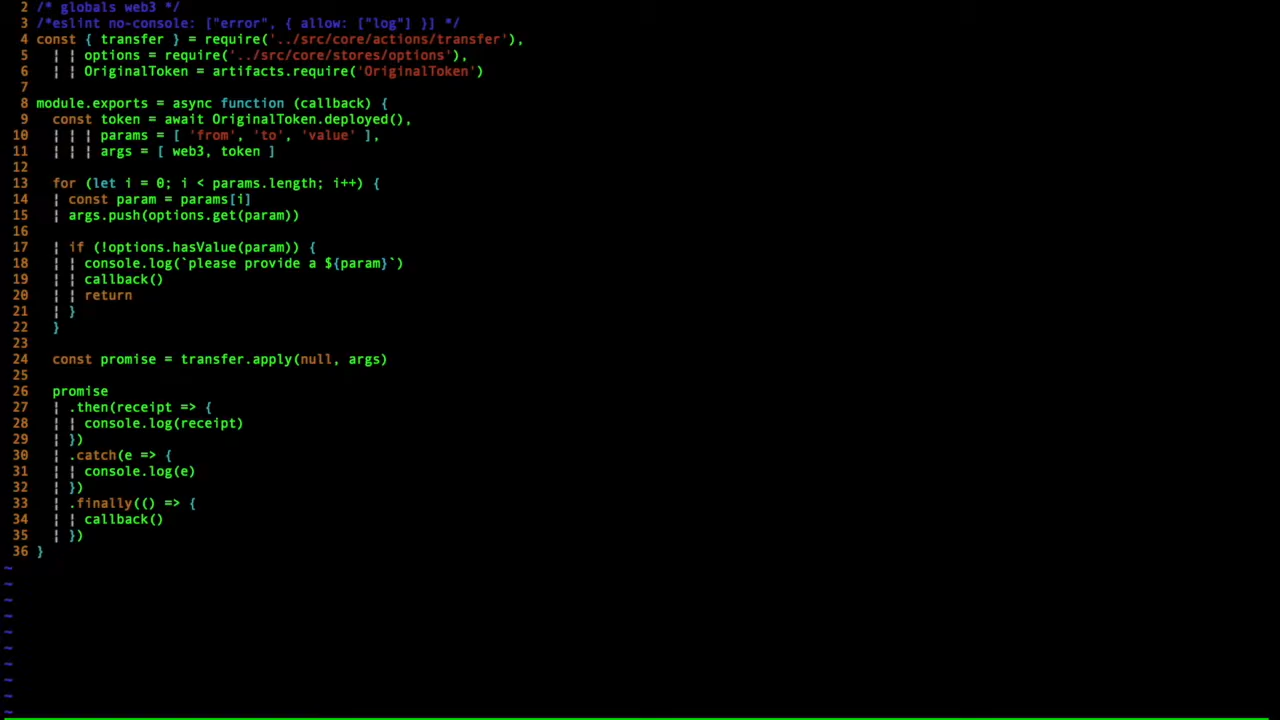 2 /* globals web3 */
3 /*eslint no-console: ["error", { allow: ["log"] }] */
4 const { transfer } = require('../src/core/actions/transfer'),
5 ¦ ¦ options = require('../src/core/stores/options'),
6 ¦ ¦ OriginalToken = artifacts.require('OriginalToken')
7
8 module.exports = async function (callback) {
9   const token = await OriginalToken.deployed(),
10   ¦ ¦ ¦ params = [ 'from', 'to', 'value' ],
11   ¦ ¦ ¦ args = [ web3, token ]
12
13   for (let i = 0; i < params.length; i++) {
14   ¦ const param = params[i]
15   ¦ args.push(options.get(param))
16
17   ¦ if (!options.hasValue(param)) {
18   ¦ ¦ console.log(`please provide a ${param}`)
19   ¦ ¦ callback()
20   ¦ ¦ return
21   ¦ }
22   }
23
24   const promise = transfer.apply(null, args)
25
26   promise
27   ¦ .then(receipt => {
28   ¦ ¦ console.log(receipt)
29   ¦ })
30   ¦ .catch(e => {
31   ¦ ¦ console.log(e)
32   ¦ })
33   ¦ .finally(() => {
34   ¦ ¦ callback()
35   ¦ })
36 }
~
~
~
~
~
~
~
~
~
~